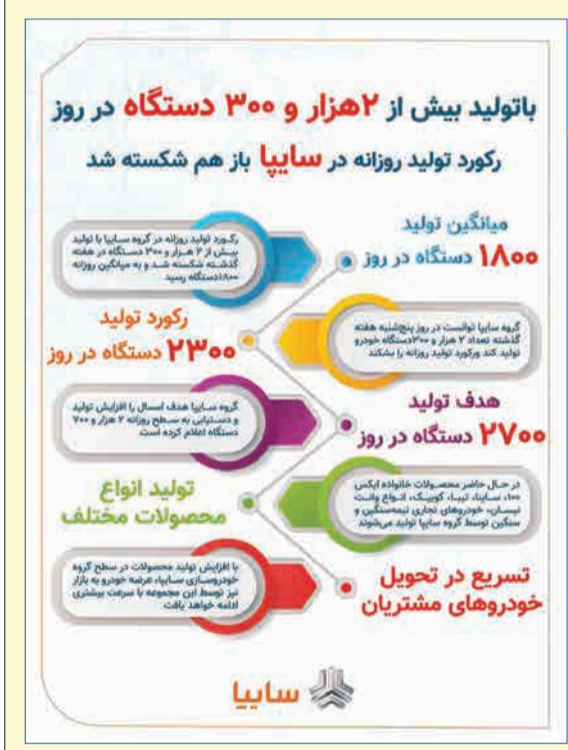 باتولید بیش از ۲هزار و ۳۰۰ دستگاه در روز
رکورد تولید روزانه در سایپا باز هم شکسته شد
میانگین تولید
۱۸۰۰ دستگاه در روز
رکورد تولید روزانه در گروه سایپا با تولید
بیش از ۲ هزار و ۳۰۰ دستگاه در هفته
گذشته شکسته شد و به میانگین روزانه
۱۸۰۰دستگاه رسید
رکورد تولید
۲۳۰۰ دستگاه در روز
گروه سایپا توانست در روز پنج‌شنبه هفته
گذشته تعداد ۲ هزار و ۳۰۰دستگاه خودرو
تولید کند ورکورد تولید روزانه را بشکند
هدف تولید
۲۷۰۰ دستگاه در روز
گروه سایپا هدف امسال را افزایش تولید
و دستیابی به سطح روزانه ۲ هزار و ۷۰۰
دستگاه اعلام کرده است.
تولید انواع
محصولات مختلف
در حال حاضر محصولات خانواده ایکس
۱۰۰، ساینا، تیبا، کوییک، انواع وانت
نیسان، خودروهای تجاری نیمه‌سنگین و
سنگین توسط گروه سایپا تولید می‌شوند
تسریع در تحویل
خودروهای مشتریان
با افزایش تولید محصولات در سطح گروه
خودروسازی سایپا، عرضه خودرو به بازار
نیز توسط این مجموعه با سرعت بیشتری
ادامه خواهد یافت.
سایپا